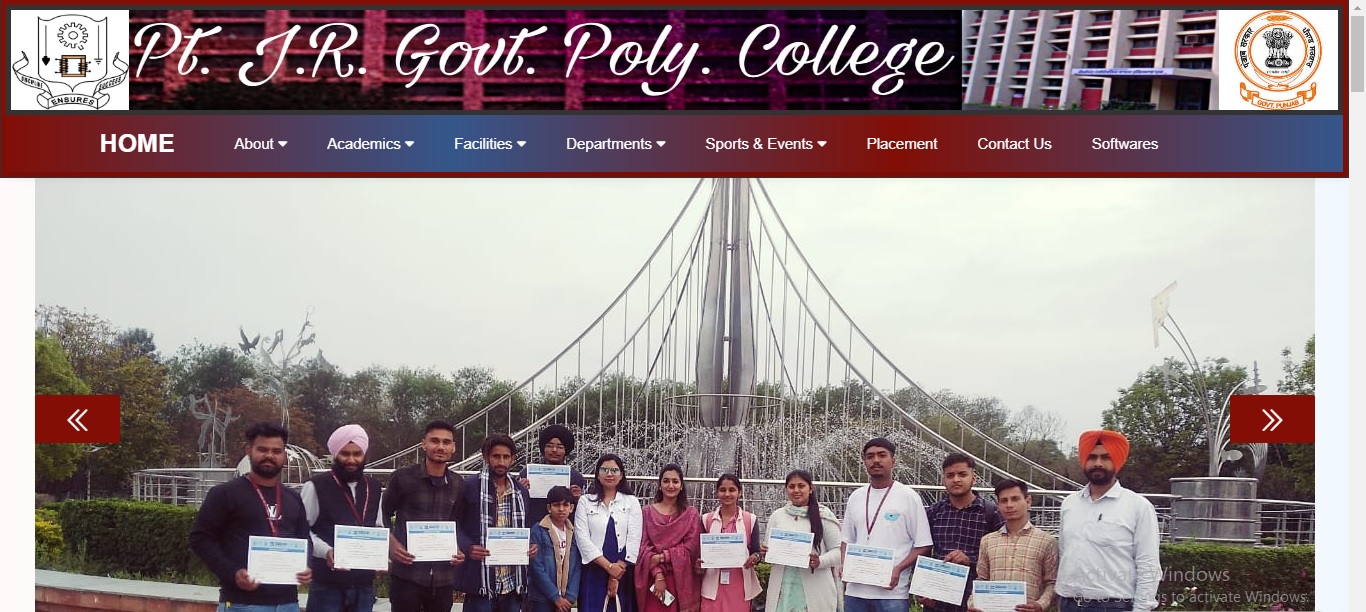 Pt. J.R. Govt. Poly. College
ENSURES
GOVT. PUNJAB
HOME
About
Academics
Facilities
Departments
Sports & Events
Placement
Contact Us
Softwares
Activate Windows
Go to Settings to activate Windows.